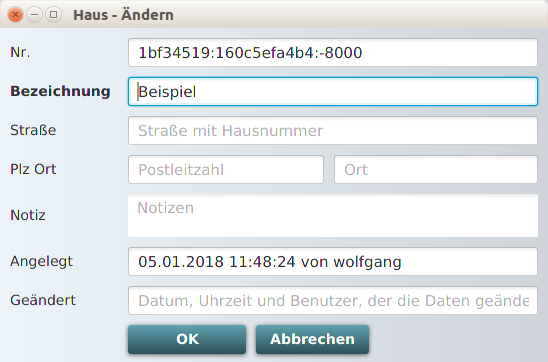 Haus - Ändern
Nr. 1bf34519:160c5efa4b4:-8000
Bezeichnung Beispiel
Straße Straße mit Hausnummer
Plz Ort Postleitzahl Ort
Notiz Notizen
Angelegt 05.01.2018 11:48:24 von wolfgang
Geändert Datum, Uhrzeit und Benutzer, der die Daten geände
OK Abbrechen